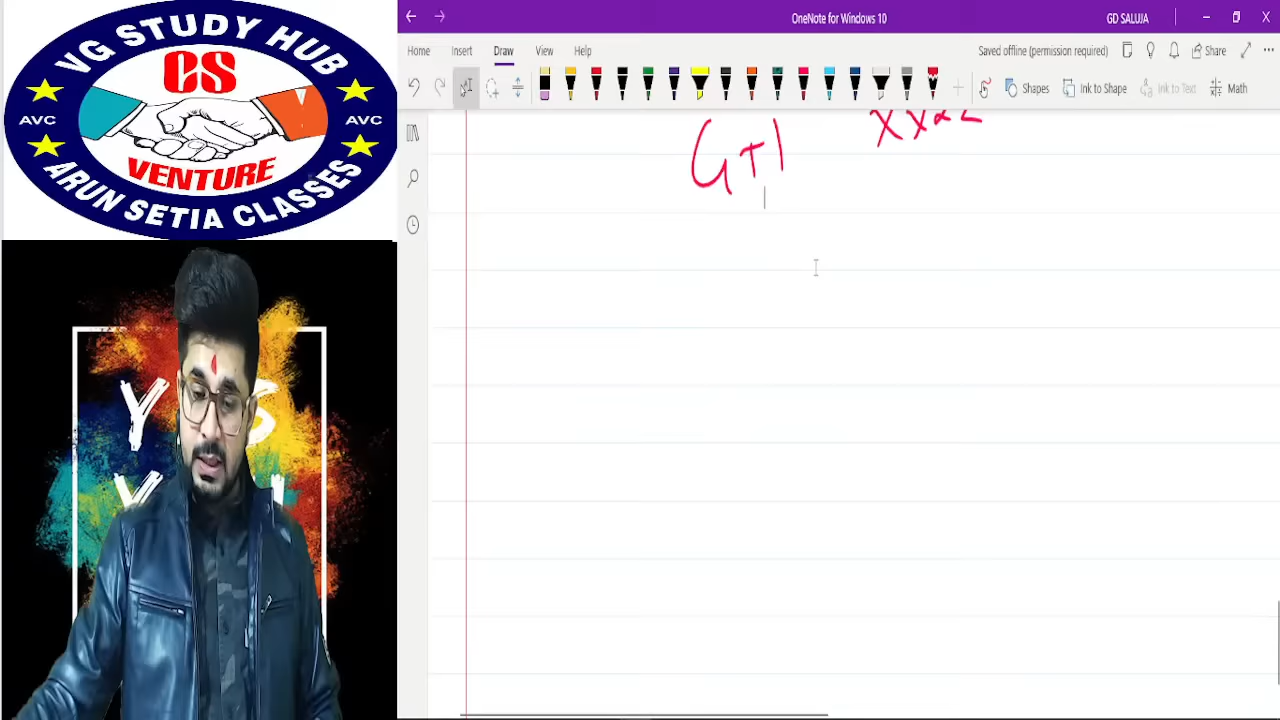 VG STUDY HUB
CS
AVC
AVC
VENTURE
ARUN SETIA CLASSES
OneNote for Windows 10
GD SALUJA
Home Insert Draw View Help
Saved offline (permission required)
Share
Shapes
Ink to Shape
Ink to Text
Math
G+1